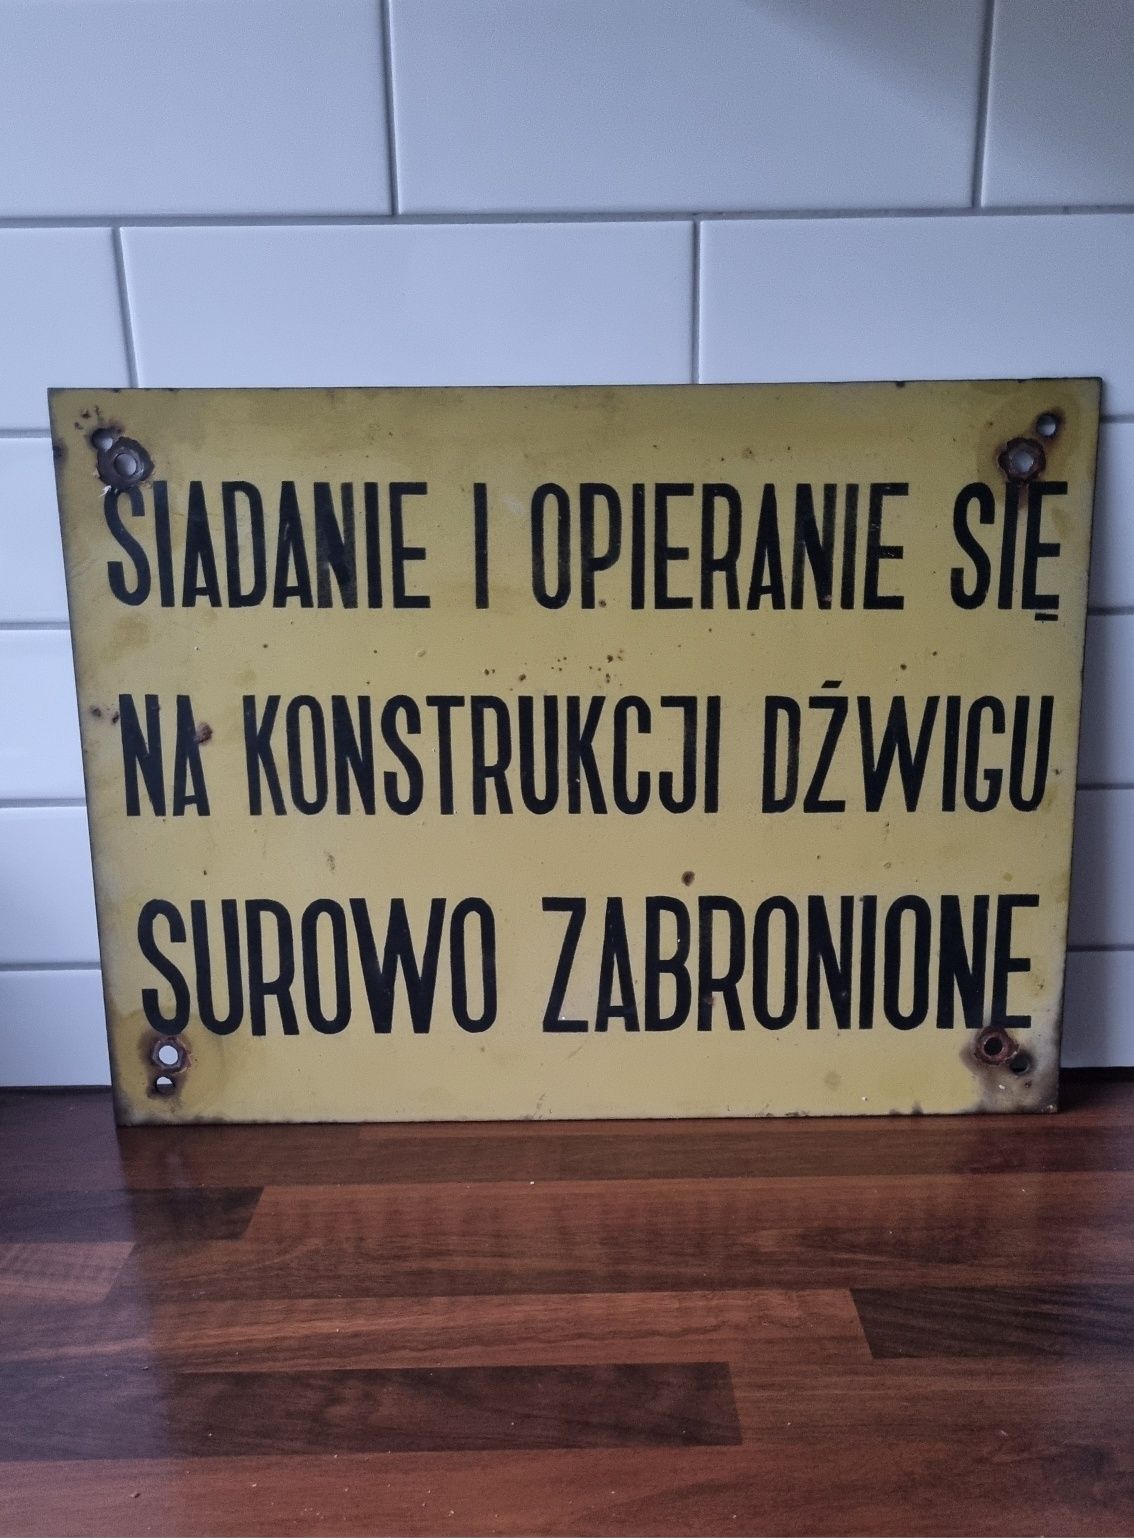 SIADANIE I OPIERANIE SIĘ
NA KONSTRUKCJI DŹWIGU
SUROWO ZABRONIONE